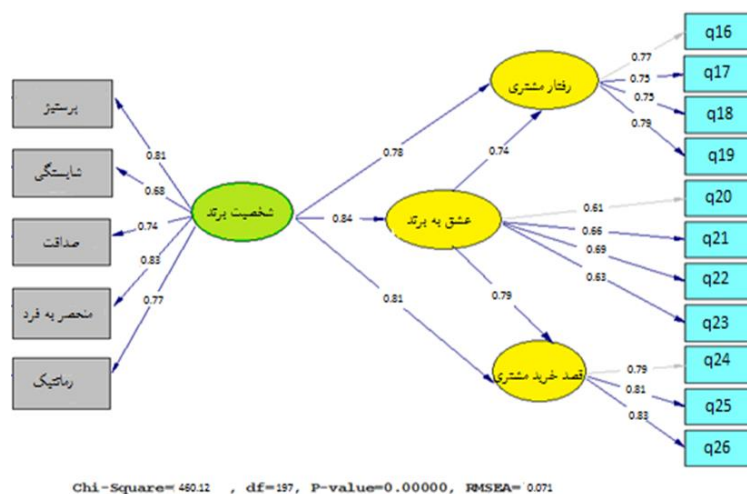 پرستیژ
شایستگی
صداقت
منحصر به فرد
رمانتیک
0.81
0.68
0.74
0.83
0.77
شخصیت برند
0.78
0.84
0.81
رفتار مشتری
0.74
عشق به برند
0.79
قصد خرید مشتری
0.77
0.75
0.75
0.79
0.61
0.66
0.69
0.63
0.79
0.81
0.83
q16
q17
q18
q19
q20
q21
q22
q23
q24
q25
q26
Chi-Square=460.12 , df=197, P-value=0.00000, RMSEA=0.071